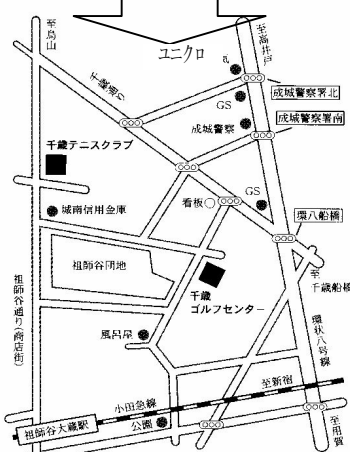 至烏山
ユニクロ
至高井戸
千歳通り
成城警察署北
GS
成城警察
成城警察署南
千歳テニスクラブ
城南信用金庫
看板
GS
環八船橋
祖師谷団地
至千歳船橋
千歳
ゴルフセンター
祖師谷通り(商店街)
環状八号線
風呂屋
至新宿
小田急線
公園
祖師谷大蔵駅
至用賀